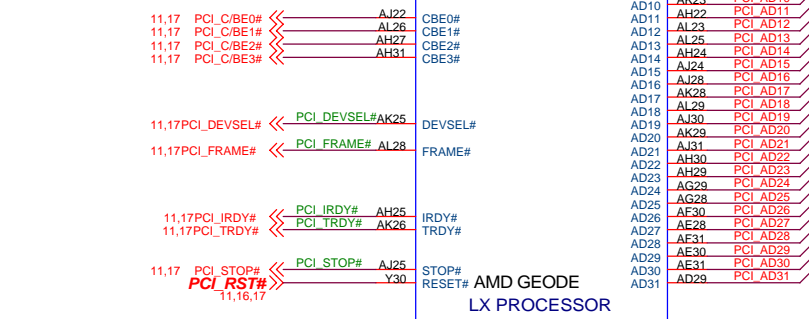 AD10
11,17 PCI_C/BE0# AJ22 CBE0# AD11 AH22 PCI_AD11
11,17 PCI_C/BE1# AL26 CBE1# AD12 AL23 PCI_AD12
11,17 PCI_C/BE2# AH27 CBE2# AD13 AL25 PCI_AD13
11,17 PCI_C/BE3# AH31 CBE3# AD14 AH24 PCI_AD14
AD15 AJ24 PCI_AD15
AD16 AJ28 PCI_AD16
AD17 AK28 PCI_AD17
AD18 AL29 PCI_AD18
11,17PCI_DEVSEL# PCI_DEVSEL# AK25 DEVSEL# AD19 AJ30 PCI_AD19
AD20 AK29 PCI_AD20
11,17PCI_FRAME# PCI_FRAME# AL28 FRAME# AD21 AJ31 PCI_AD21
AD22 AH30 PCI_AD22
AD23 AH29 PCI_AD23
AD24 AG29 PCI_AD24
AD25 AG28 PCI_AD25
11,17PCI_IRDY# PCI_IRDY# AH25 IRDY# AD26 AF30 PCI_AD26
11,17PCI_TRDY# PCI_TRDY# AK26 TRDY# AD27 AE28 PCI_AD27
AD28 AF31 PCI_AD28
AD29 AE30 PCI_AD29
11,17 PCI_STOP# PCI_STOP# AJ25 STOP# AD30 AE31 PCI_AD30
PCI_RST# Y30 RESET# AMD GEODE AD31 AD29 PCI_AD31
11,16,17
LX PROCESSOR